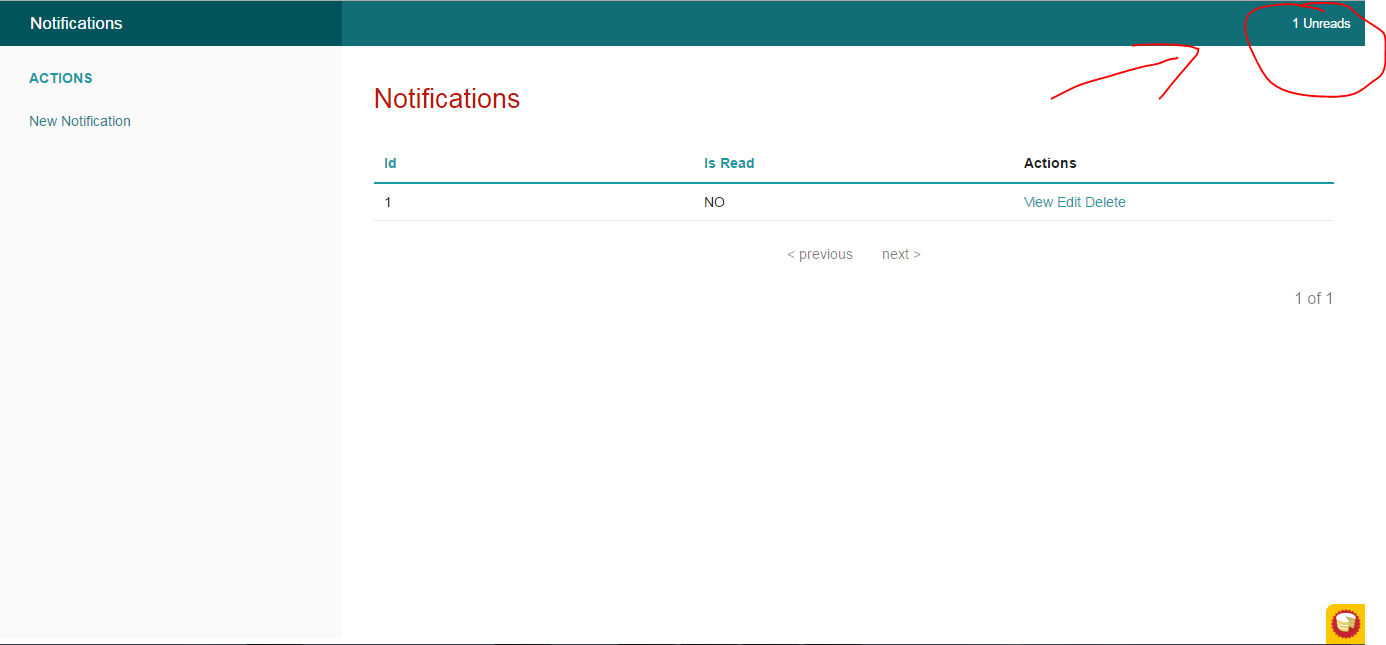 Notifications
1 Unreads
ACTIONS
New Notification
Notifications
Id Is Read Actions
1 NO View Edit Delete
< previous next >
1 of 1